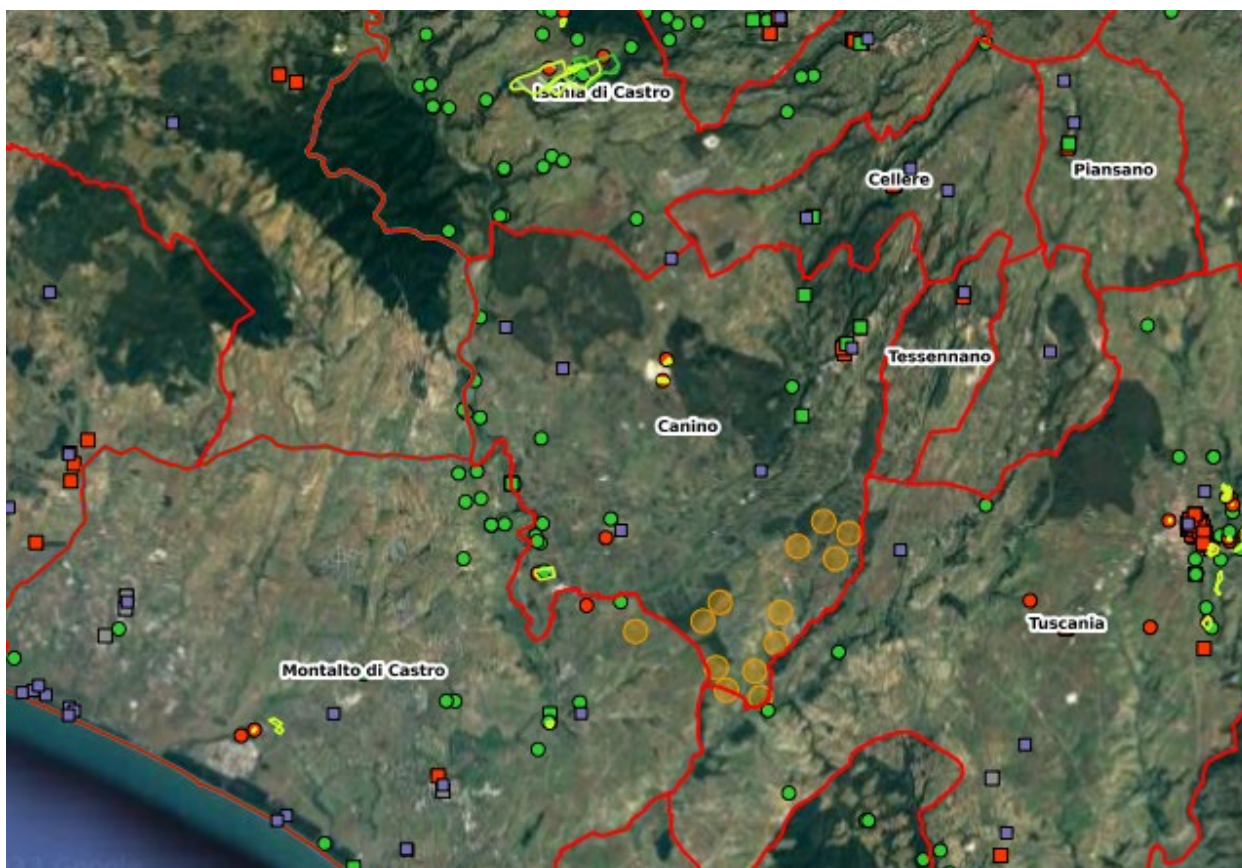 Ischia di Castro
Piansano
Cellere
Tessennano
Canino
Tuscania
Montalto di Castro